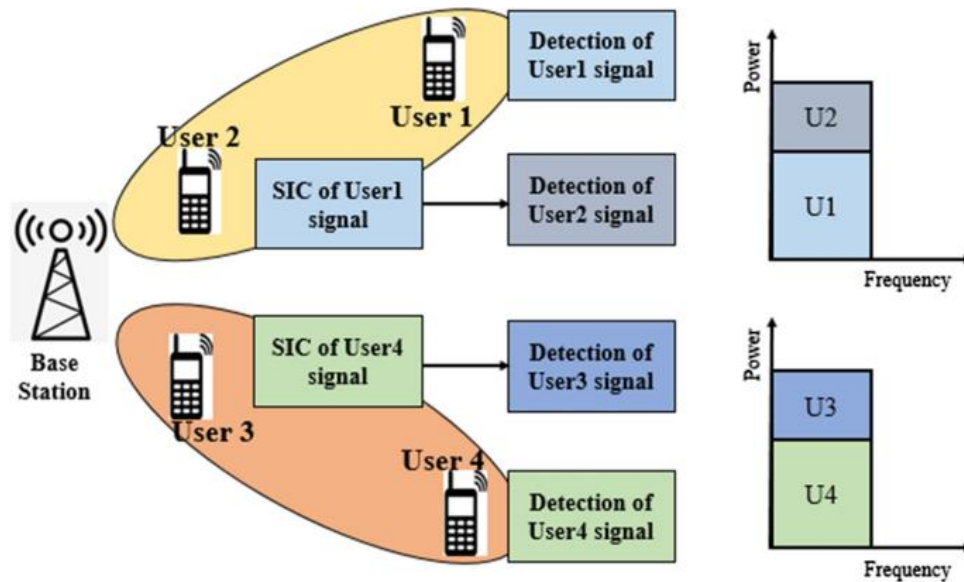 Detection of
User1 signal
User 1
User 2
SIC of User1
signal
Detection of
User2 signal
Power
U2
U1
Frequency
Base
Station
SIC of User4
signal
Detection of
User3 signal
User 3
User 4
Detection of
User4 signal
Power
U3
U4
Frequency